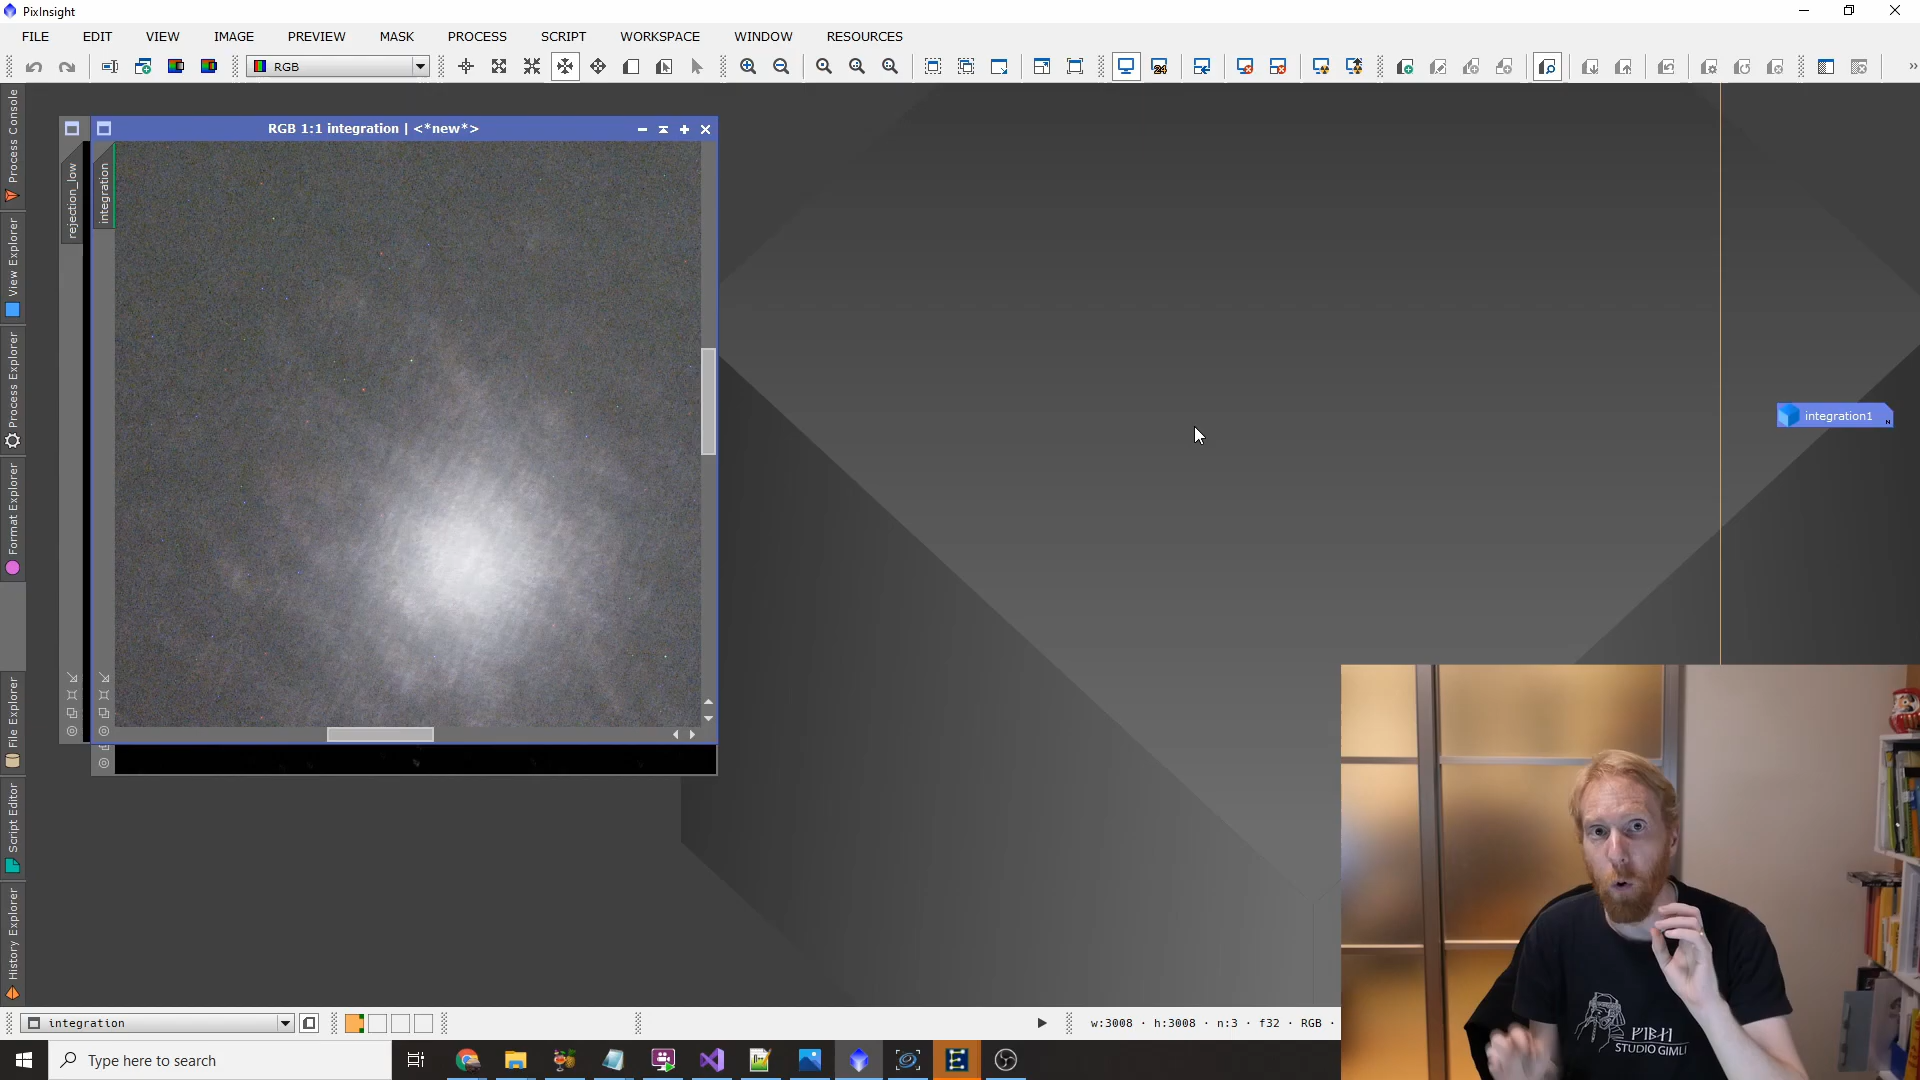 PixInsight
FILE EDIT VIEW IMAGE PREVIEW MASK PROCESS SCRIPT WORKSPACE WINDOW RESOURCES
RGB
24
Process Console
View Explorer
Process Explorer
Format Explorer
File Explorer
Script Editor
History Explorer
rejection_low
integration
RGB 1:1 integration | <*new*>
integration1
N
ᚠᛁᛒᚺᛁ
STUDIO GIMLI
integration
w:3008 · h:3008 · n:3 · f32 · RGB ·
Type here to search